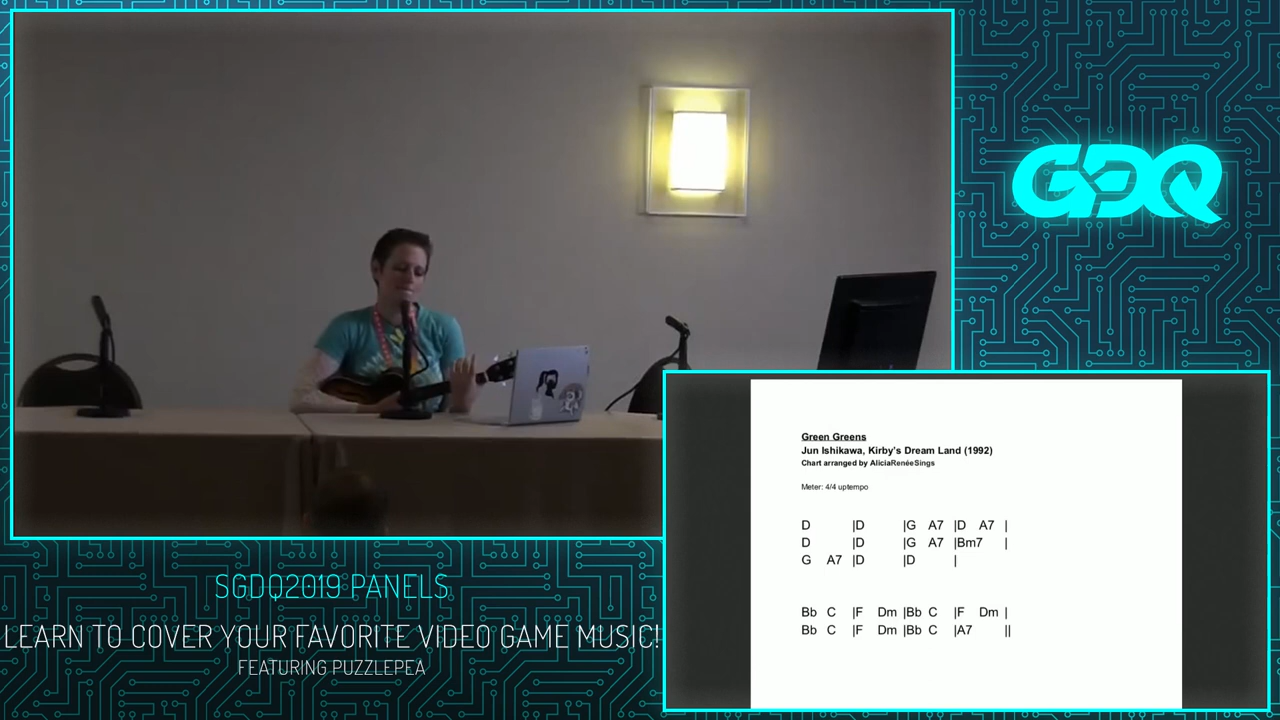 GDQ
Green Greens
Jun Ishikawa, Kirby's Dream Land (1992)
Chart arranged by AliciaRenéeSings
Meter: 4/4 uptempo
D |D |G A7 |D A7 |
D |D |G A7 |Bm7 |
G A7 |D |D |
Bb C |F Dm |Bb C |F Dm |
Bb C |F Dm |Bb C |A7 ||
SGDQ2019 PANELS
LEARN TO COVER YOUR FAVORITE VIDEO GAME MUSIC!
FEATURING PUZZLEPEA